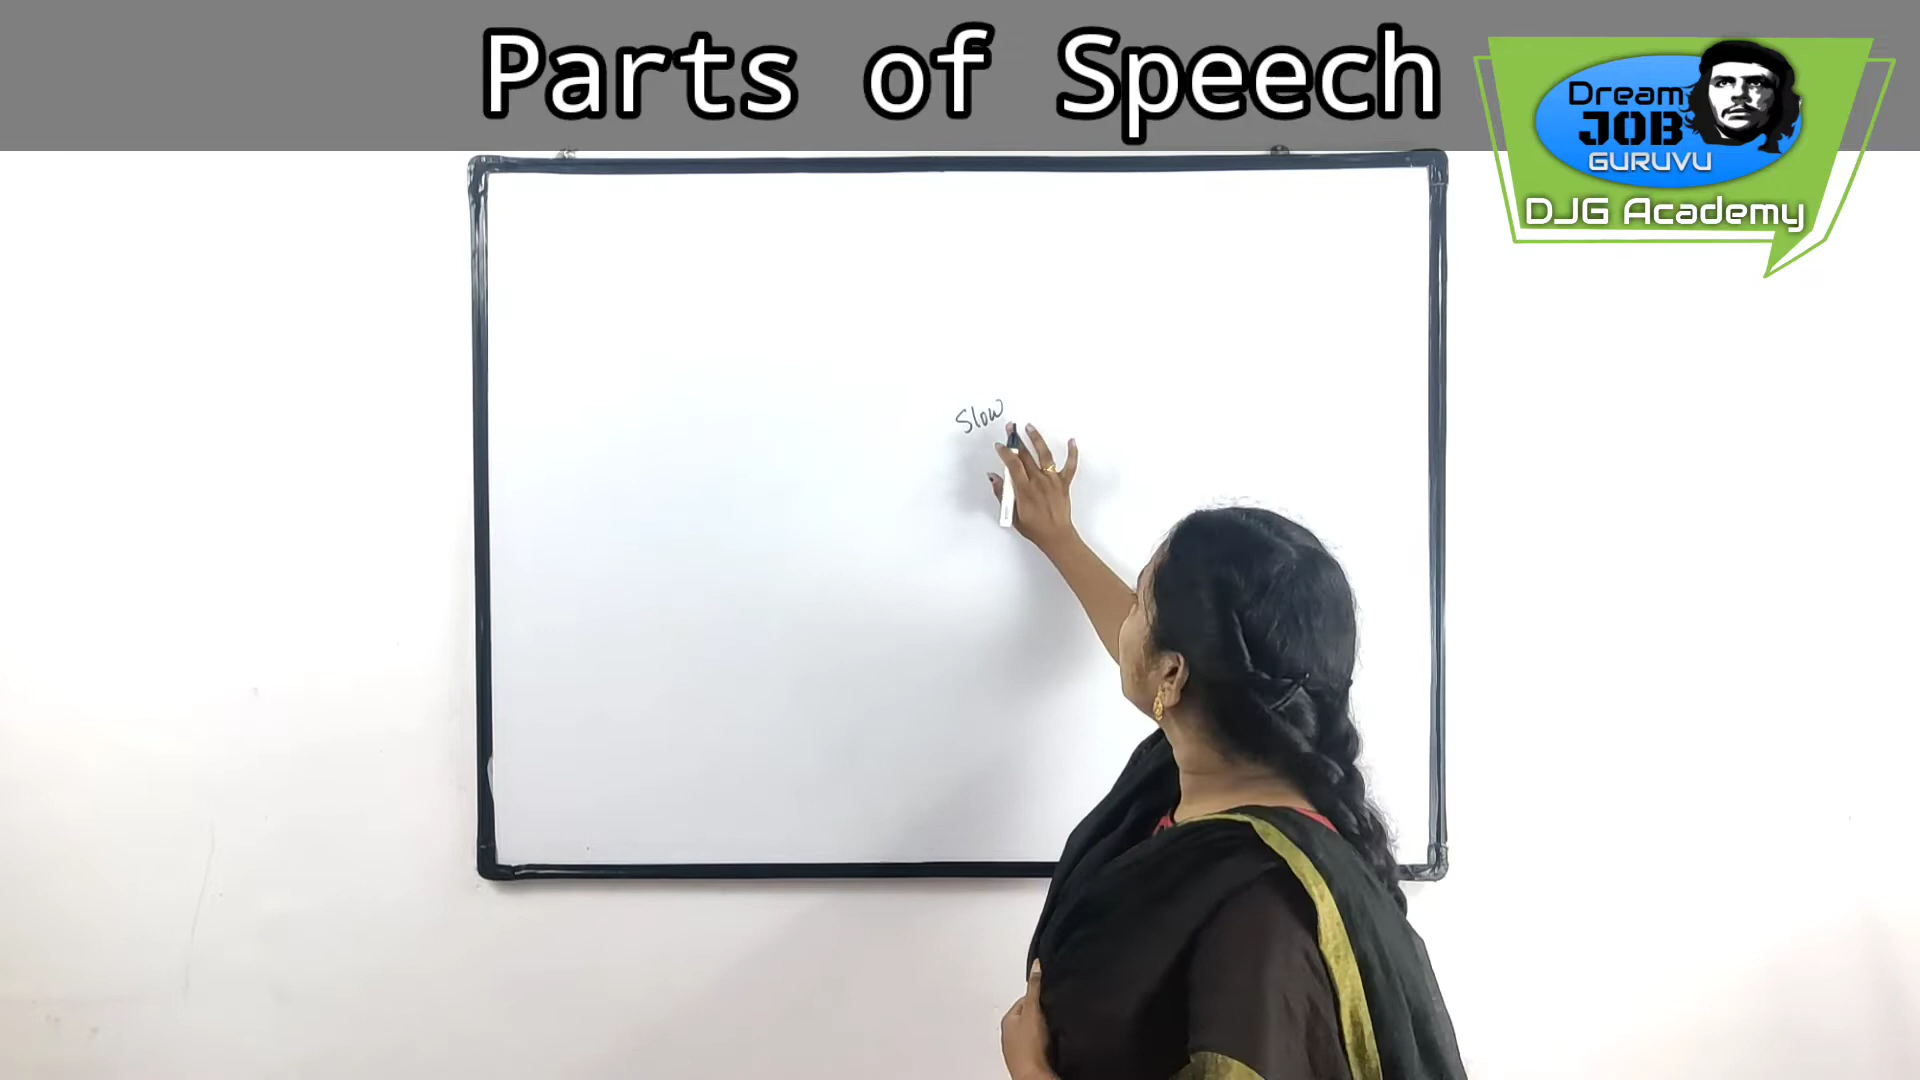 Parts of Speech
Dream
JOB
GURUVU
DJG Academy
Slow